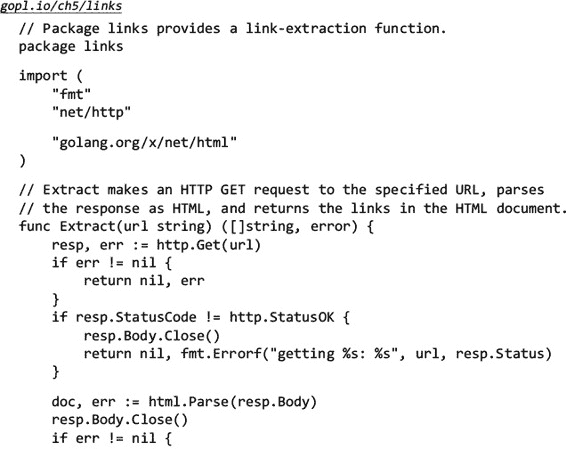 gopl.io/ch5/links
// Package links provides a link-extraction function.
package links
import (
"fmt"
"net/http"
"golang.org/x/net/html"
)
// Extract makes an HTTP GET request to the specified URL, parses
// the response as HTML, and returns the links in the HTML document.
func Extract(url string) ([]string, error) {
resp, err := http.Get(url)
if err != nil {
return nil, err
}
if resp.StatusCode != http.StatusOK {
resp.Body.Close()
return nil, fmt.Errorf("getting %s: %s", url, resp.Status)
}
doc, err := html.Parse(resp.Body)
resp.Body.Close()
if err != nil {